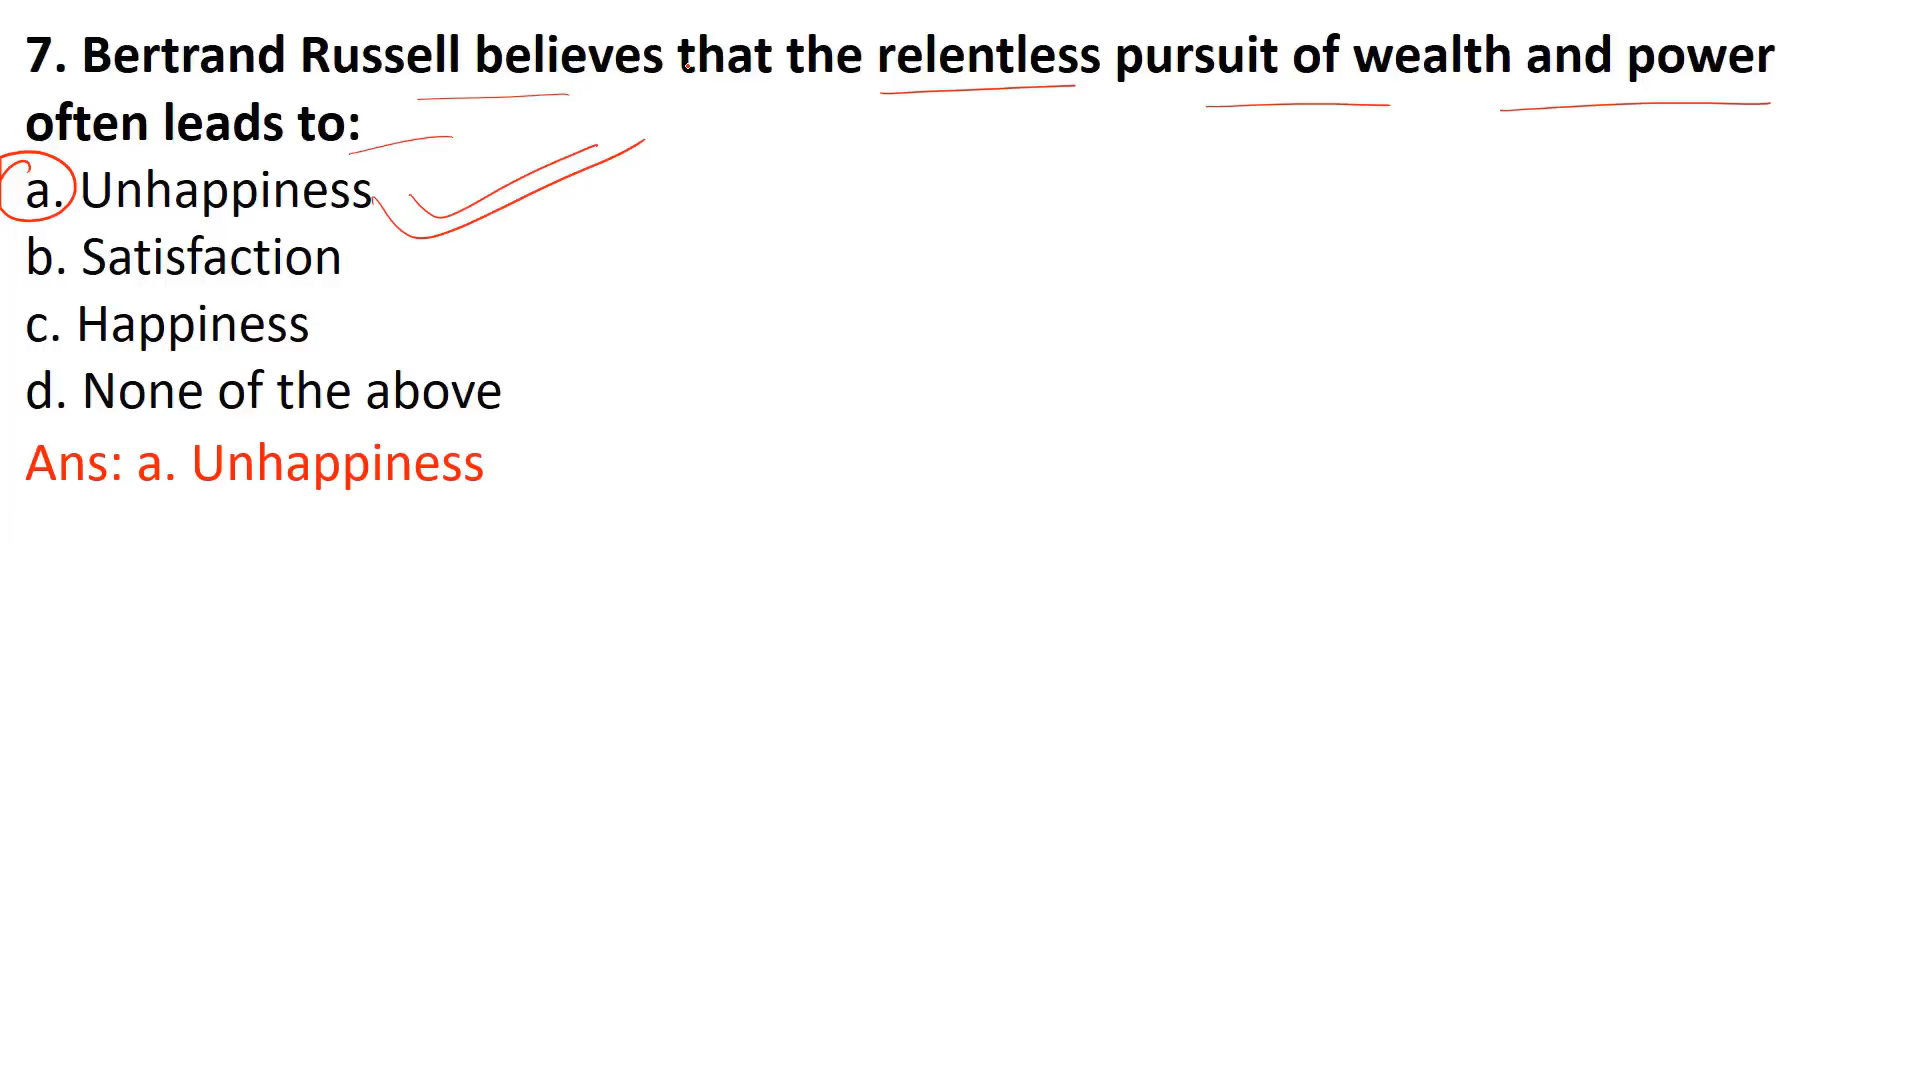 7. Bertrand Russell believes that the relentless pursuit of wealth and power
often leads to:
a. Unhappiness
b. Satisfaction
c. Happiness
d. None of the above
Ans: a. Unhappiness